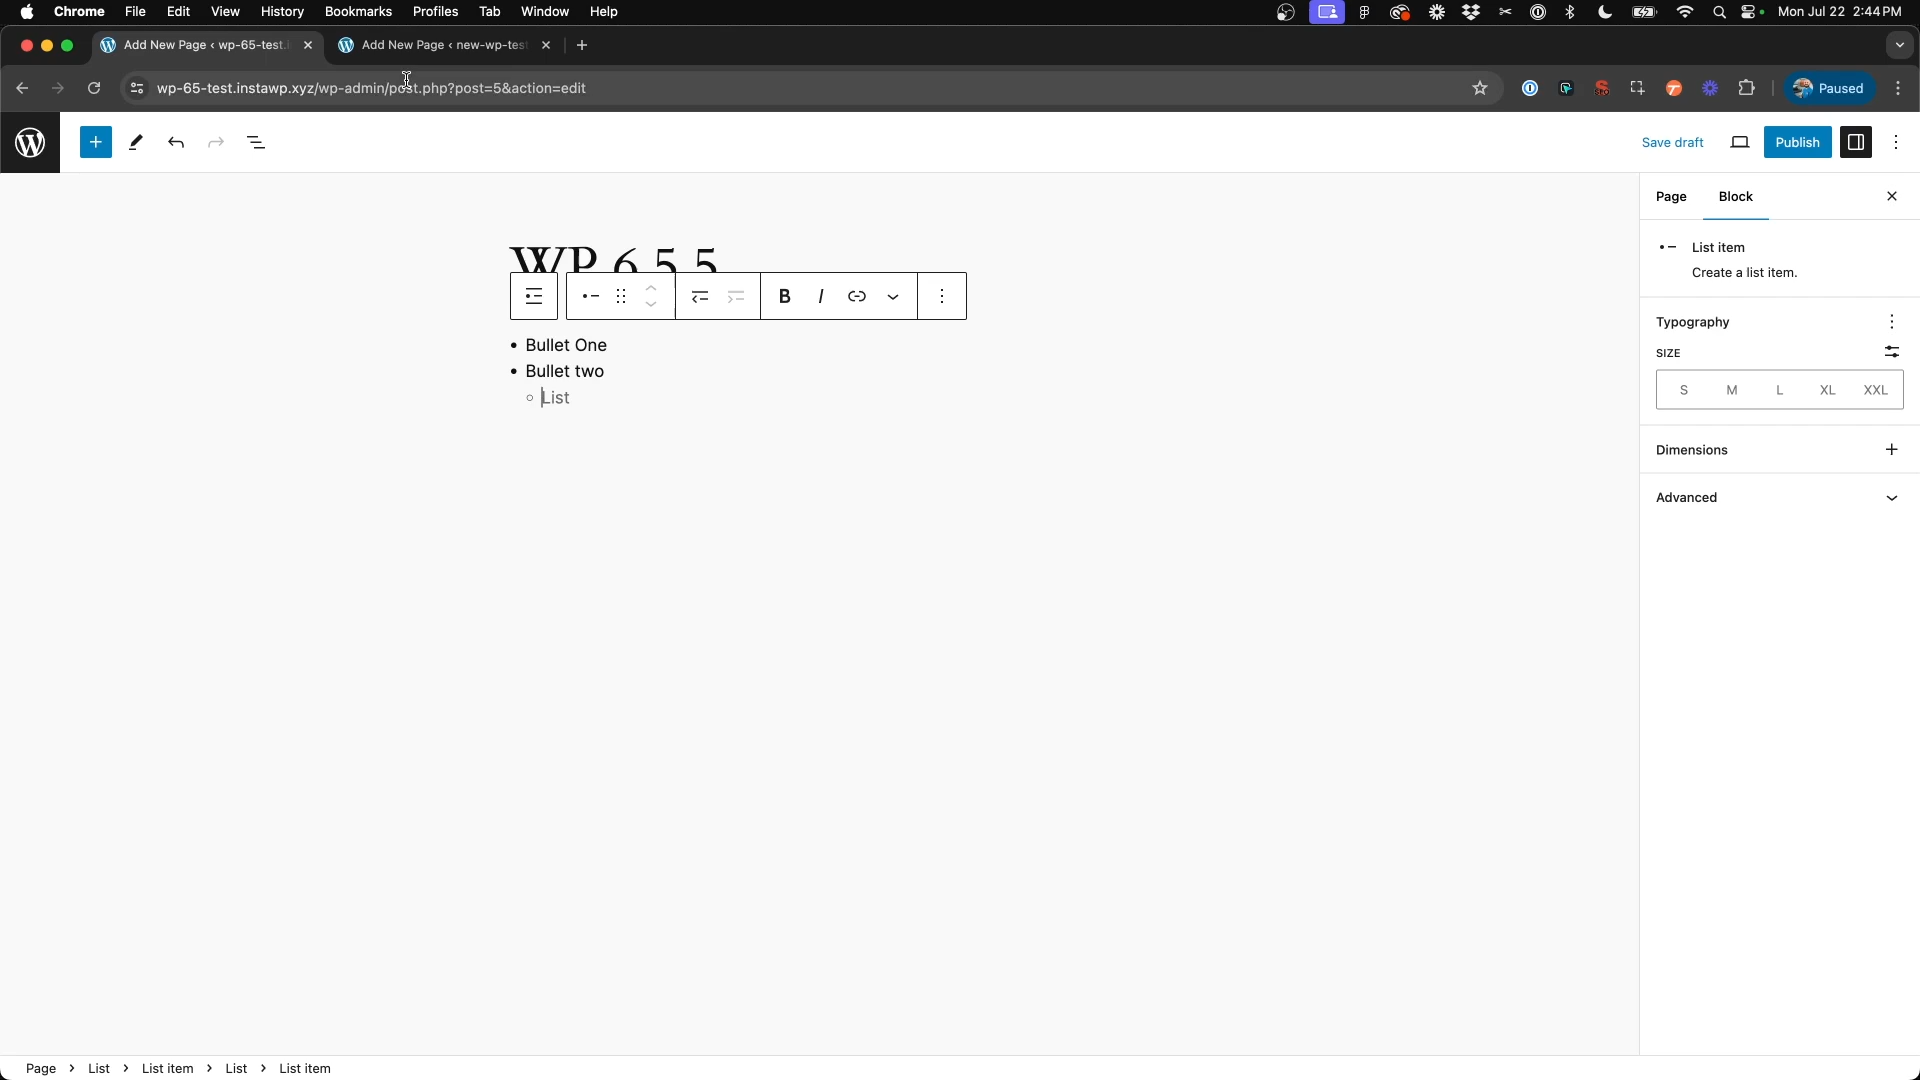 Chrome File Edit View History Bookmarks Profiles Tab Window Help Mon Jul 22 2:44 PM
Add New Page ‹ wp-65-test.i Add New Page ‹ new-wp-test
wp-65-test.instawp.xyz/wp-admin/post.php?post=5&action=edit Paused
Save draft Publish
Page Block
List item
Create a list item.
WP 6.5.5
B I
Typography
SIZE
S M L XL XXL
• Bullet One
• Bullet two
◦ List
Dimensions
Advanced
Page › List › List item › List › List item